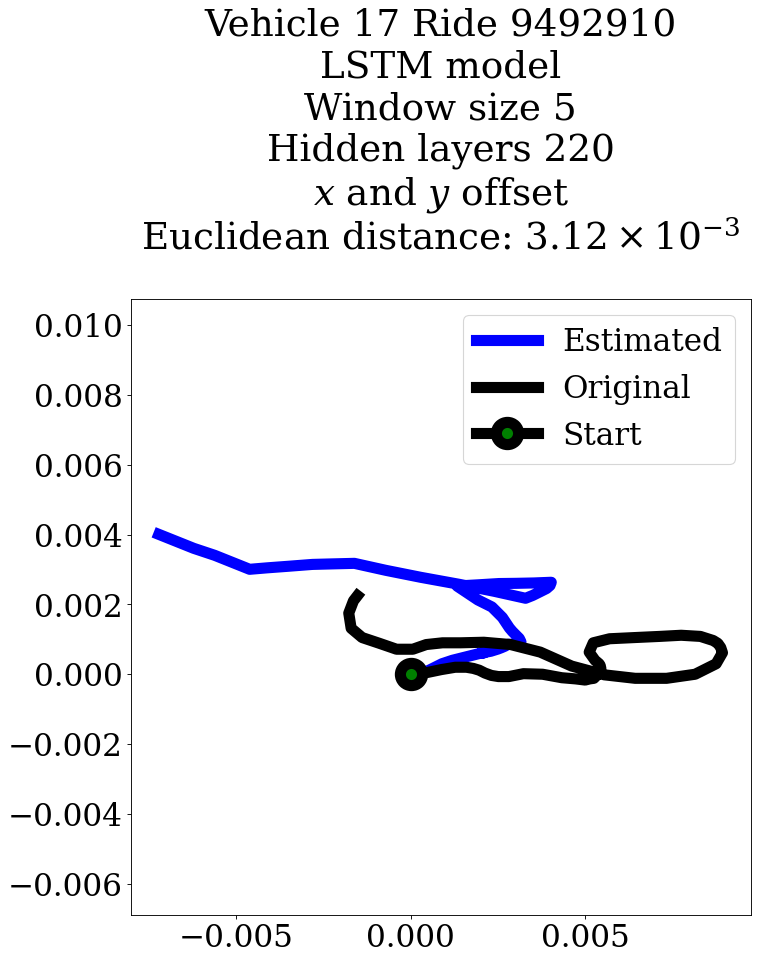 Vehicle 17 Ride 9492910
LSTM model
Window size 5
Hidden layers 220
x and y offset
Euclidean distance: 3.12 × 10⁻³
Estimated
Original
Start
0.010
0.008
0.006
0.004
0.002
0.000
−0.002
−0.004
−0.006
−0.005 0.000 0.005